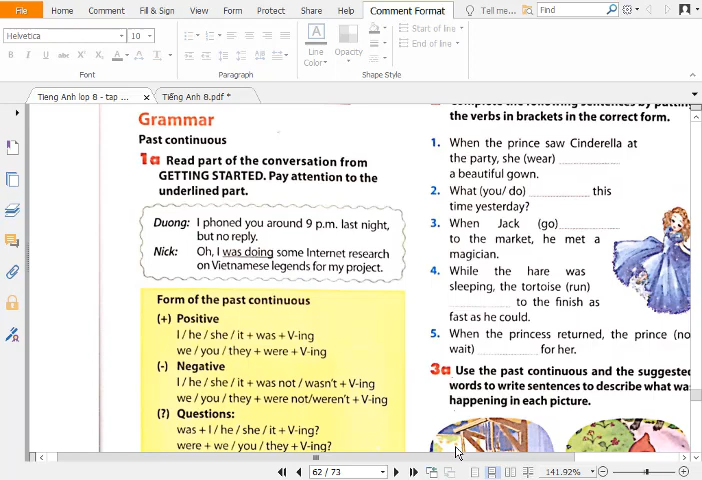 File
Home
Comment
Fill & Sign
View
Form
Protect
Share
Help
Comment Format
Tell me...
Find
Helvetica
10
B I U
Font
Paragraph
Line Color
Opacity
Start of line
End of line
Shape Style
Tieng Anh lop 8 - tap ...
Tiếng Anh 8.pdf *
Grammar
Past continuous
1a Read part of the conversation from
GETTING STARTED. Pay attention to the
underlined part.
Duong: I phoned you around 9 p.m. last night,
but no reply.
Nick: Oh, I was doing some Internet research
on Vietnamese legends for my project.
Form of the past continuous
(+) Positive
I / he / she / it + was + V-ing
we / you / they + were + V-ing
(-) Negative
I / he / she / it + was not / wasn't + V-ing
we / you / they + were not/weren't + V-ing
(?) Questions:
was + I / he / she / it + V-ing?
were + we / you / they + V-ing?
Complete the following sentences by putting
the verbs in brackets in the correct form.
1. When the prince saw Cinderella at
the party, she (wear) ____________
a beautiful gown.
2. What (you/ do) ____________ this
time yesterday?
3. When Jack (go)____________
to the market, he met a
magician.
4. While the hare was
sleeping, the tortoise (run)
____________ to the finish as
fast as he could.
5. When the princess returned, the prince (no
wait) ____________ for her.
3a Use the past continuous and the suggested
words to write sentences to describe what wa
happening in each picture.
62 / 73
141.92%